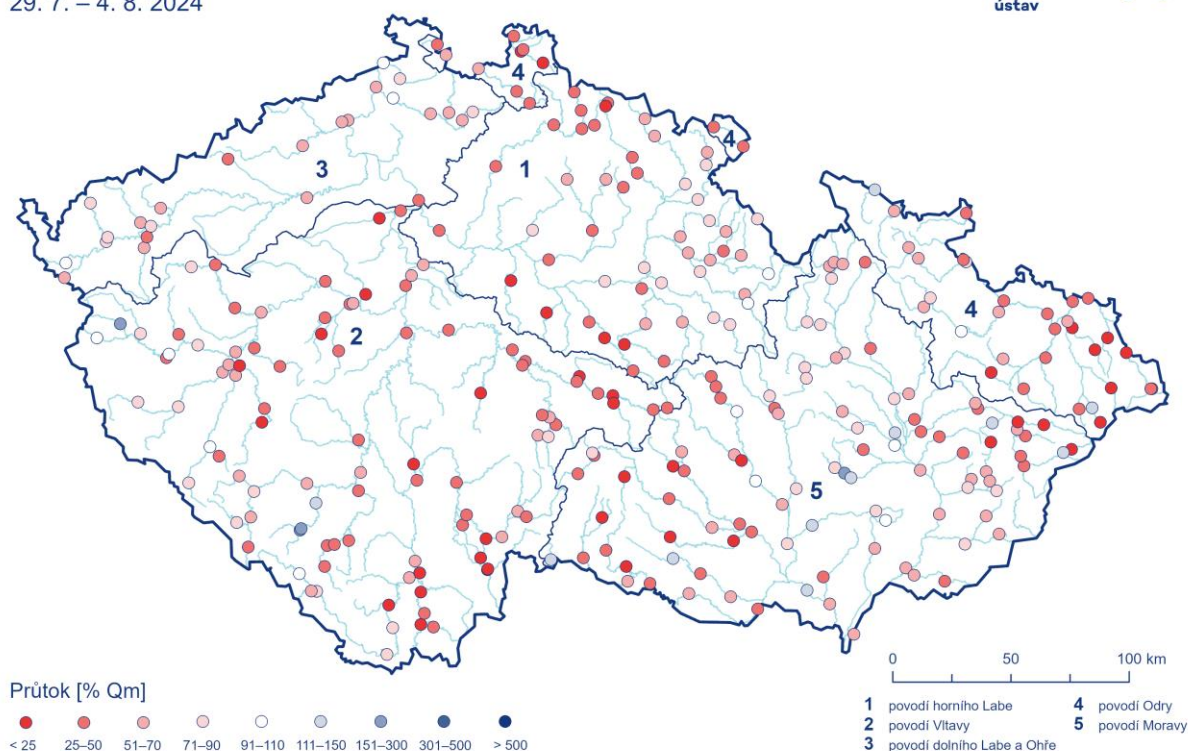 29. 7. – 4. 8. 2024
ústav
4
4
3
1
4
2
5
0 50 100 km
Průtok [% Qm]
< 25 25–50 51–70 71–90 91–110 111–150 151–300 301–500 > 500
1 povodí horního Labe
2 povodí Vltavy
3 povodí dolního Labe a Ohře
4 povodí Odry
5 povodí Moravy